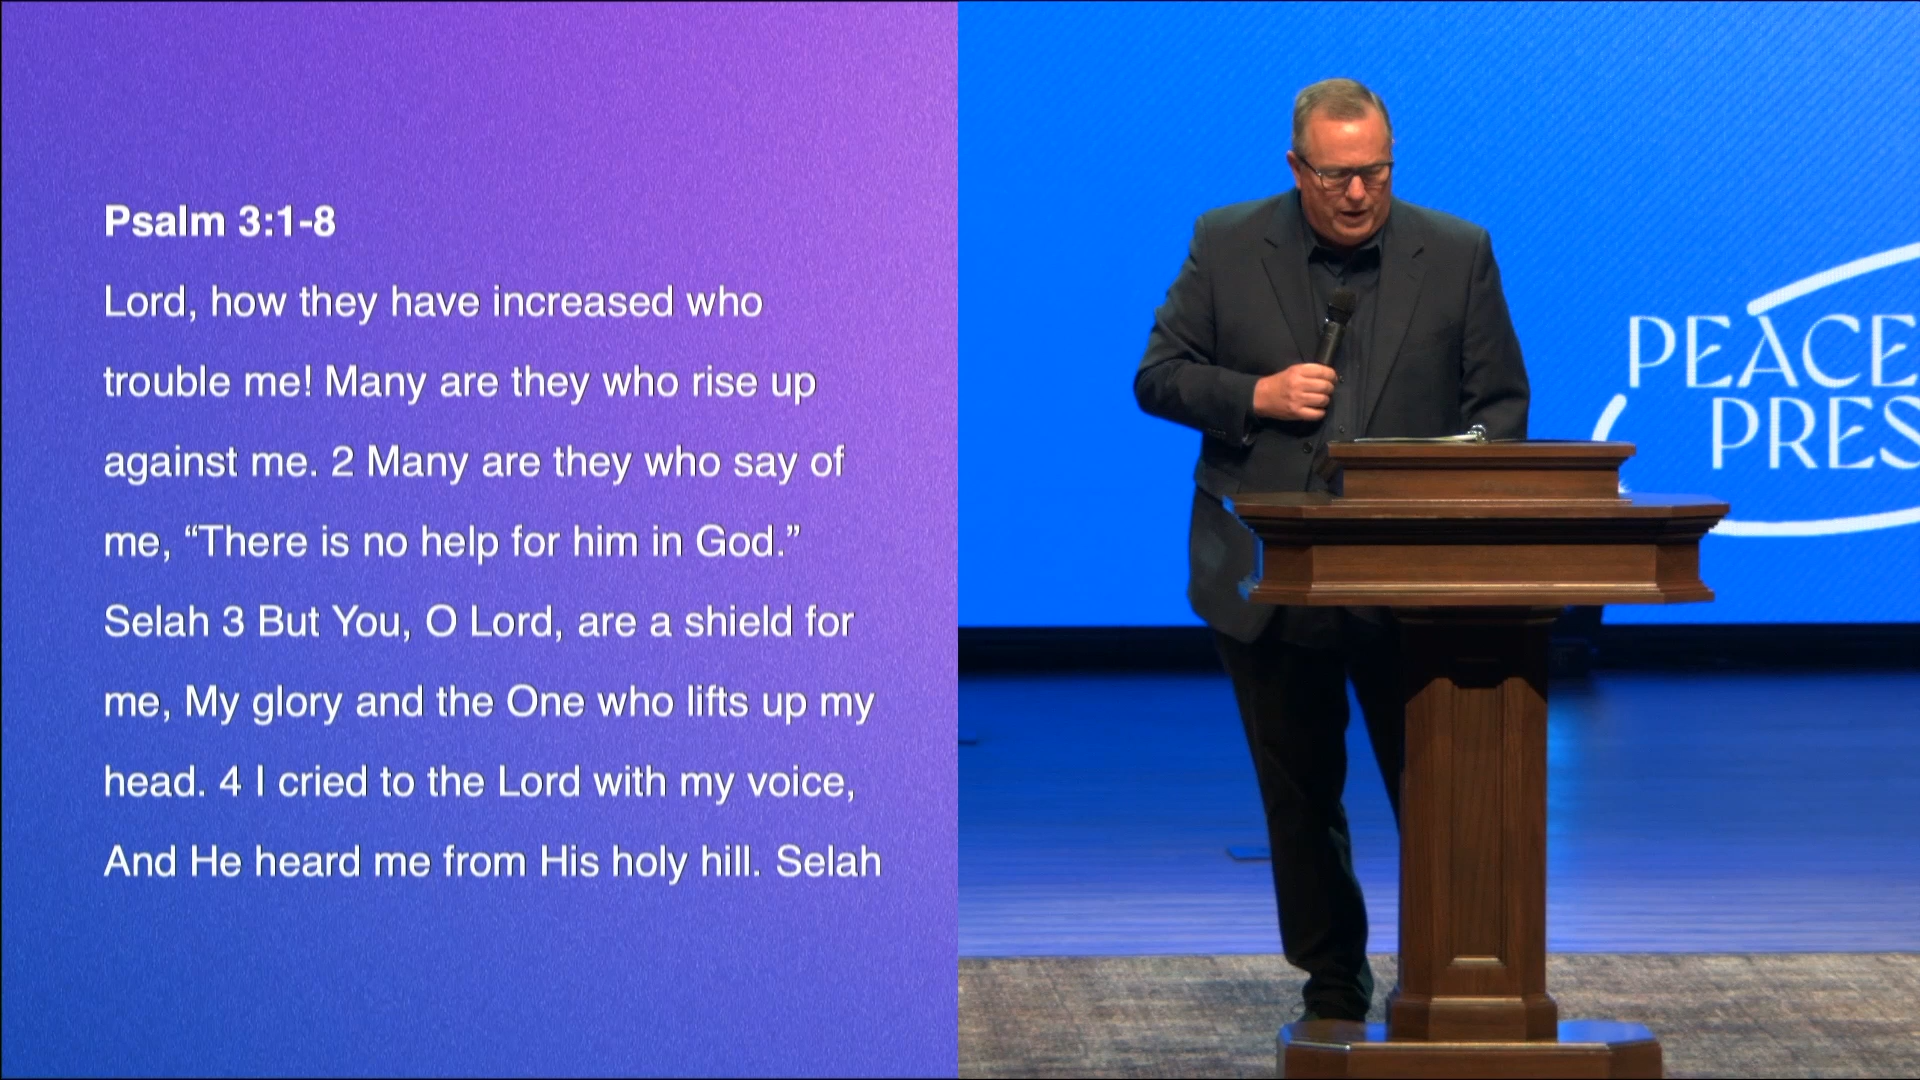 Psalm 3:1-8
Lord, how they have increased who
trouble me! Many are they who rise up
against me. 2 Many are they who say of
me, “There is no help for him in God.”
Selah 3 But You, O Lord, are a shield for
me, My glory and the One who lifts up my
head. 4 I cried to the Lord with my voice,
And He heard me from His holy hill. Selah
PEACE
PRES